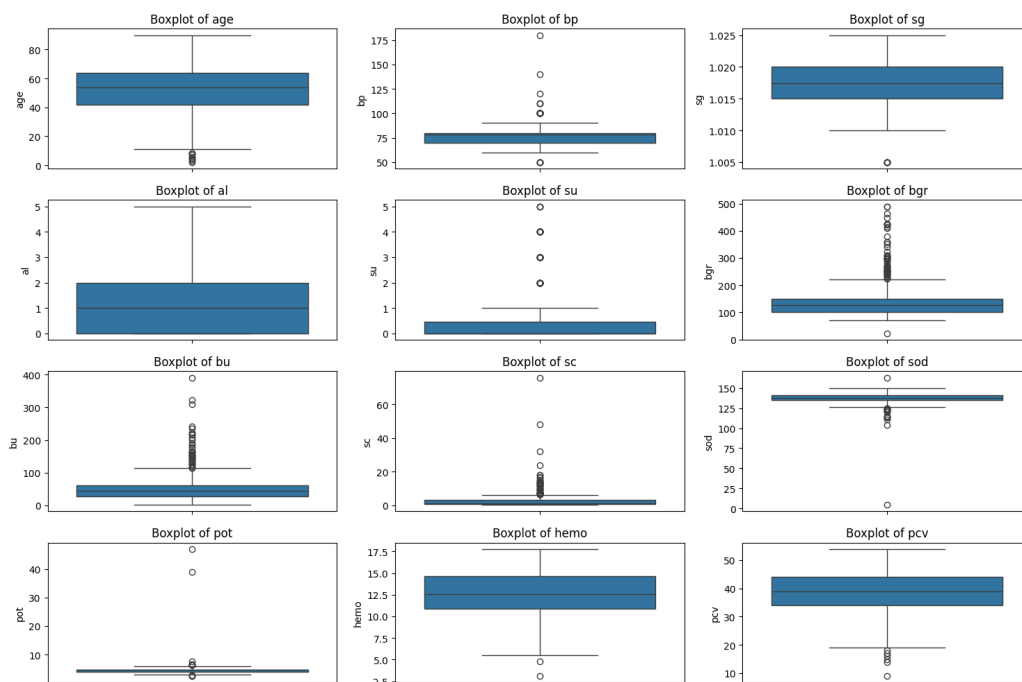 Boxplot of age
80
60
40
20
0
age
Boxplot of bp
175
150
125
100
75
50
bp
Boxplot of sg
1.025
1.020
1.015
1.010
1.005
sg
Boxplot of al
5
4
3
2
1
0
al
Boxplot of su
5
4
3
2
1
0
su
Boxplot of bgr
500
400
300
200
100
0
bgr
Boxplot of bu
400
300
200
100
0
bu
Boxplot of sc
60
40
20
0
sc
Boxplot of sod
150
125
100
75
50
25
0
sod
Boxplot of pot
40
30
20
10
pot
Boxplot of hemo
17.5
15.0
12.5
10.0
7.5
5.0
2.5
hemo
Boxplot of pcv
50
40
30
20
10
pcv